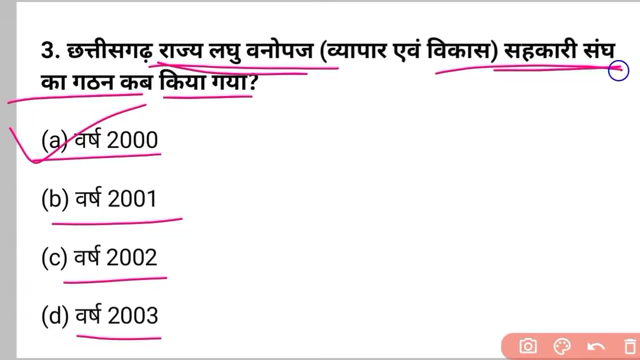 3. छत्तीसगढ़ राज्य लघु वनोपज (व्यापार एवं विकास) सहकारी संघ
का गठन कब किया गया?
(a) वर्ष 2000
(b) वर्ष 2001
(c) वर्ष 2002
(d) वर्ष 2003